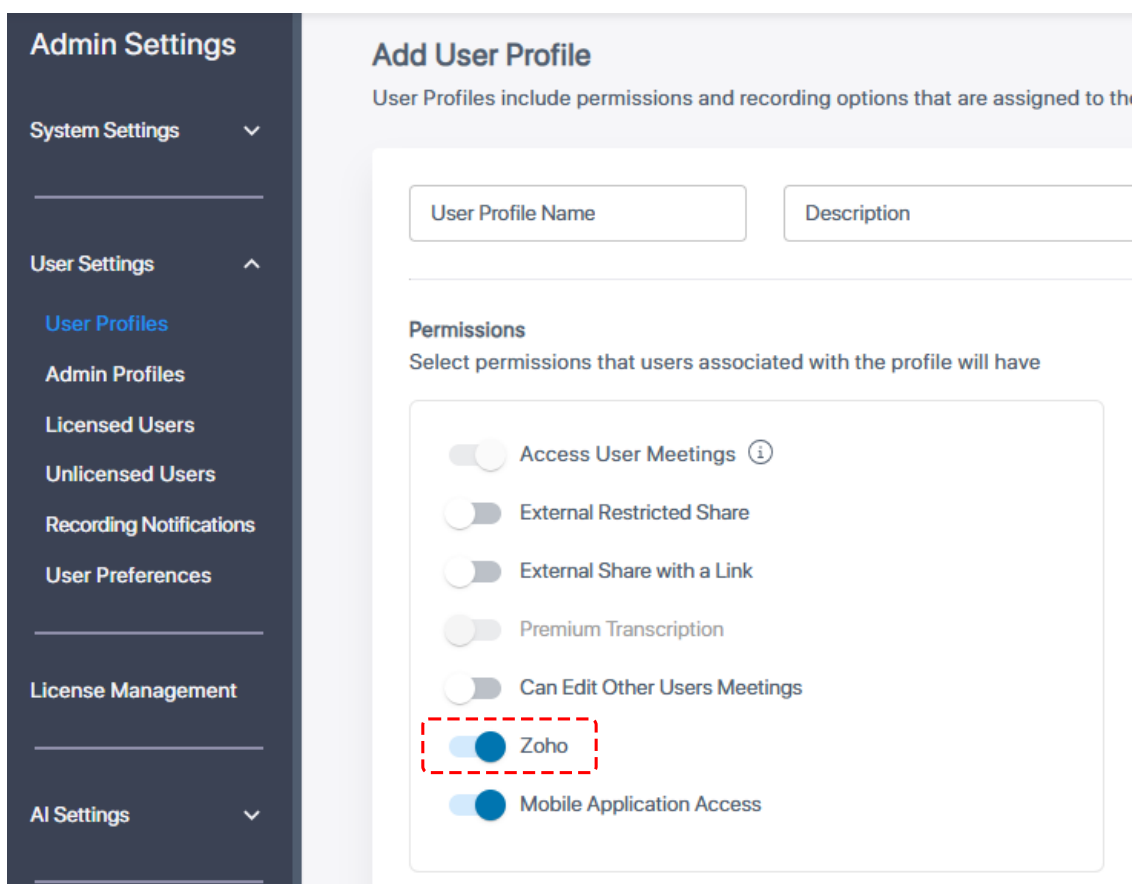 Admin Settings
System Settings
User Settings
User Profiles
Admin Profiles
Licensed Users
Unlicensed Users
Recording Notifications
User Preferences
License Management
AI Settings
Add User Profile
User Profiles include permissions and recording options that are assigned to the
User Profile Name
Description
Permissions
Select permissions that users associated with the profile will have
Access User Meetings
External Restricted Share
External Share with a Link
Premium Transcription
Can Edit Other Users Meetings
Zoho
Mobile Application Access